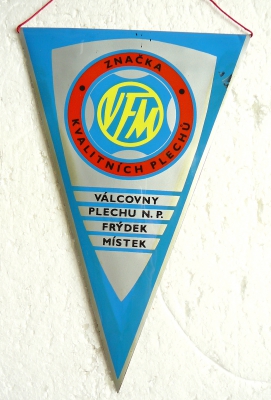 ZNAČKA
VFM
KVALITNÍCH PLECHŮ
VÁLCOVNY
PLECHU N.P.
FRÝDEK
MÍSTEK